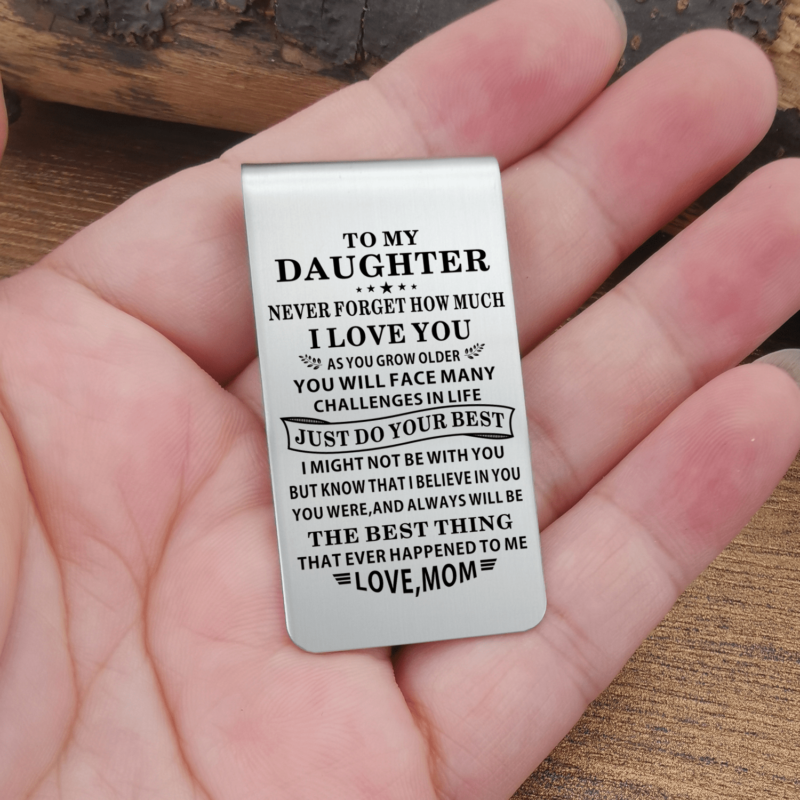 TO MY
DAUGHTER
NEVER FORGET HOW MUCH
I LOVE YOU
AS YOU GROW OLDER
YOU WILL FACE MANY
CHALLENGES IN LIFE
JUST DO YOUR BEST
I MIGHT NOT BE WITH YOU
BUT KNOW THAT I BELIEVE IN YOU
YOU WERE,AND ALWAYS WILL BE
THE BEST THING
THAT EVER HAPPENED TO ME
LOVE,MOM